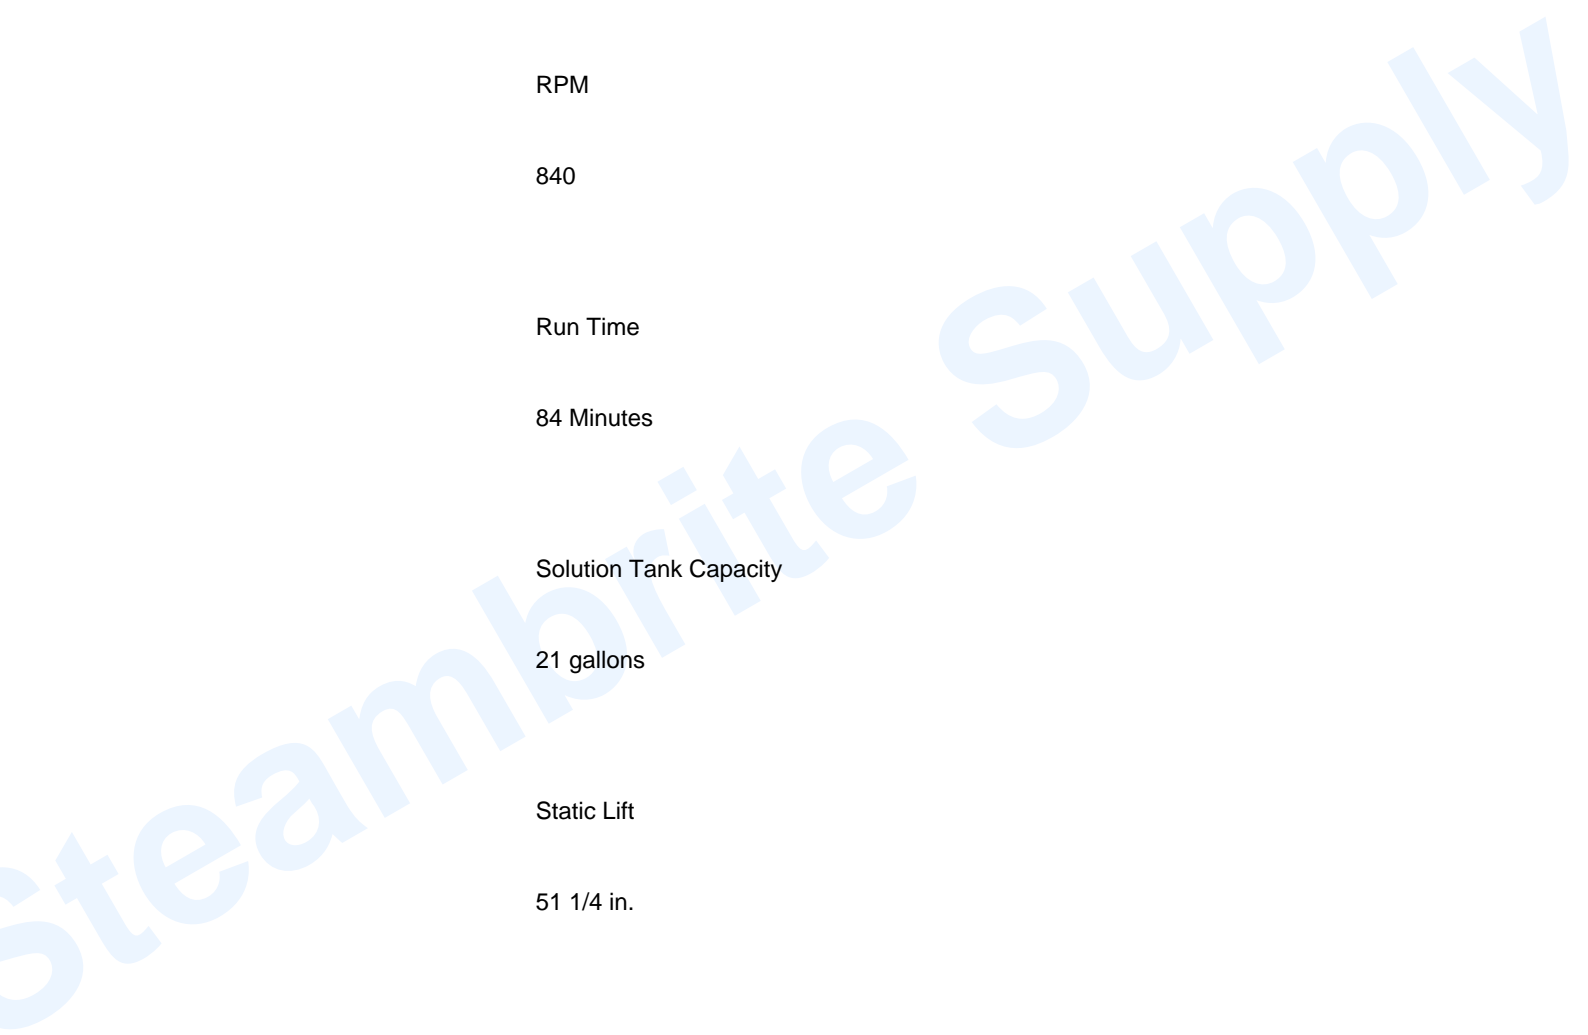 RPM
840
Run Time
84 Minutes
Solution Tank Capacity
21 gallons
Static Lift
51 1/4 in.
Steambrite Supply